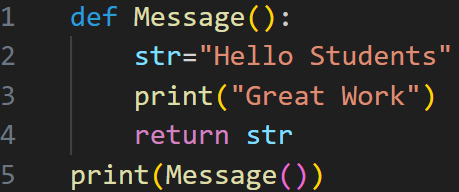 1 def Message():
2     str="Hello Students"
3     print("Great Work")
4     return str
5 print(Message())